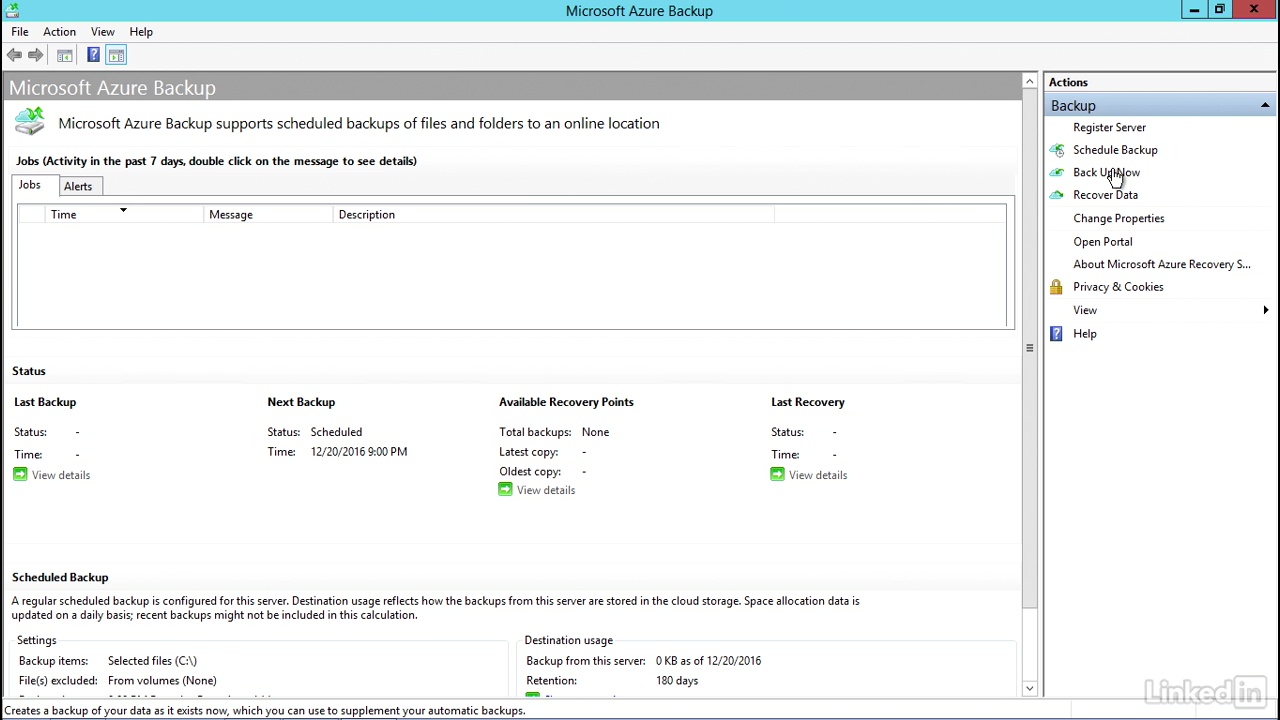 Microsoft Azure Backup
File Action View Help
Microsoft Azure Backup
Microsoft Azure Backup supports scheduled backups of files and folders to an online location
Jobs (Activity in the past 7 days, double click on the message to see details)
Jobs Alerts
Time Message Description
Status
Last Backup
Status: -
Time: -
View details
Next Backup
Status: Scheduled
Time: 12/20/2016 9:00 PM
Available Recovery Points
Total backups: None
Latest copy: -
Oldest copy: -
View details
Last Recovery
Status: -
Time: -
View details
Scheduled Backup
A regular scheduled backup is configured for this server. Destination usage reflects how the backups from this server are stored in the cloud storage. Space allocation data is
updated on a daily basis; recent backups might not be included in this calculation.
Settings
Backup items: Selected files (C:\)
File(s) excluded: From volumes (None)
Destination usage
Backup from this server: 0 KB as of 12/20/2016
Retention: 180 days
Creates a backup of your data as it exists now, which you can use to supplement your automatic backups.
Actions
Backup
Register Server
Schedule Backup
Back Up Now
Recover Data
Change Properties
Open Portal
About Microsoft Azure Recovery S...
Privacy & Cookies
View
Help
LinkedIn